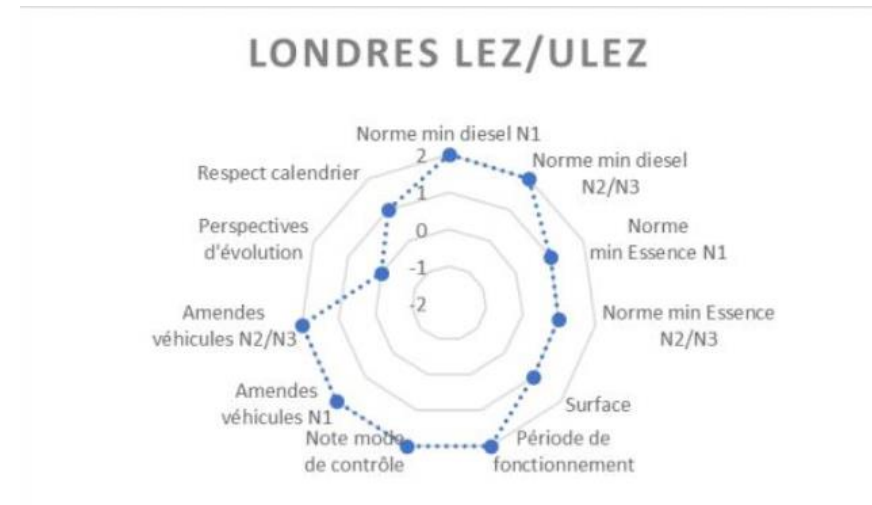 LONDRES LEZ/ULEZ
Norme min diesel N1
Norme min diesel
N2/N3
Norme
min Essence N1
Norme min Essence
N2/N3
Surface
Période de
fonctionnement
Note mode
de contrôle
Amendes
véhicules N1
Amendes
véhicules N2/N3
Perspectives
d'évolution
Respect calendrier
2
1
0
-1
-2